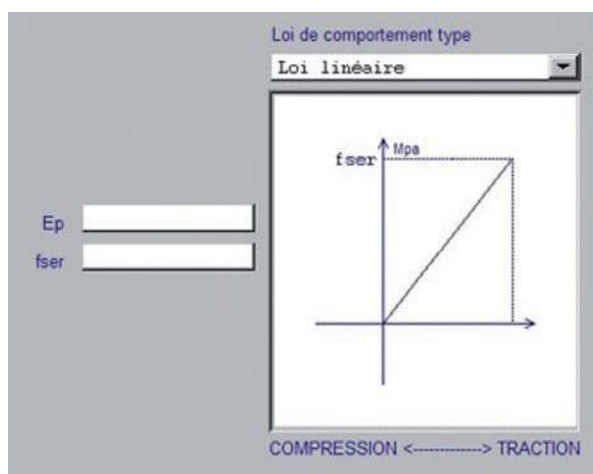 Loi de comportement type
Loi linéaire
Mpa
fser
Ep
fser
COMPRESSION <-------------> TRACTION